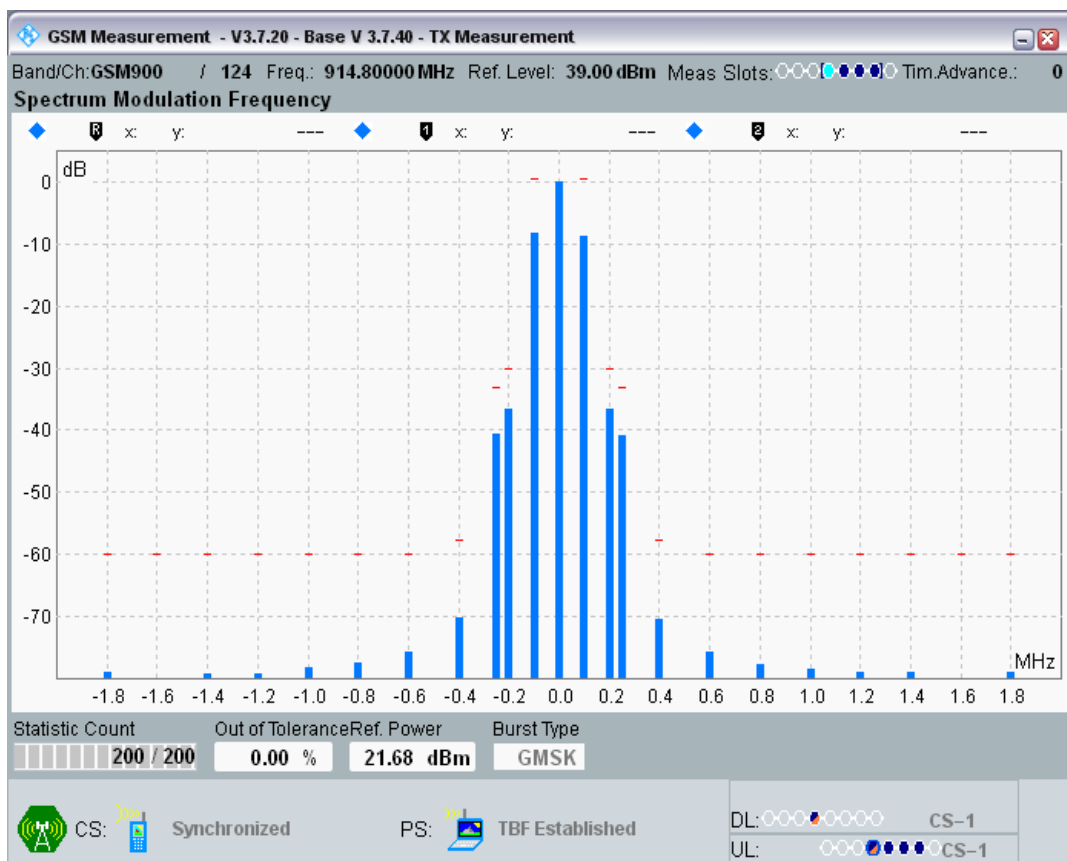 GSM Measurement - V3.7.20 - Base V 3.7.40 - TX Measurement
Band/Ch:GSM900 / 124 Freq.: 914.80000 MHz Ref. Level: 39.00 dBm Meas Slots: Tim.Advance.: 0
Spectrum Modulation Frequency
R x: y: --- 1 x: y: --- 2 x: y: ---
dB
0
-10
-20
-30
-40
-50
-60
-70
MHz
-1.8 -1.6 -1.4 -1.2 -1.0 -0.8 -0.6 -0.4 -0.2 0.0 0.2 0.4 0.6 0.8 1.0 1.2 1.4 1.6 1.8
Statistic Count Out of Tolerance Ref. Power Burst Type
200 / 200 0.00 % 21.68 dBm GMSK
CS: Synchronized PS: TBF Established
DL: CS-1
UL: CS-1